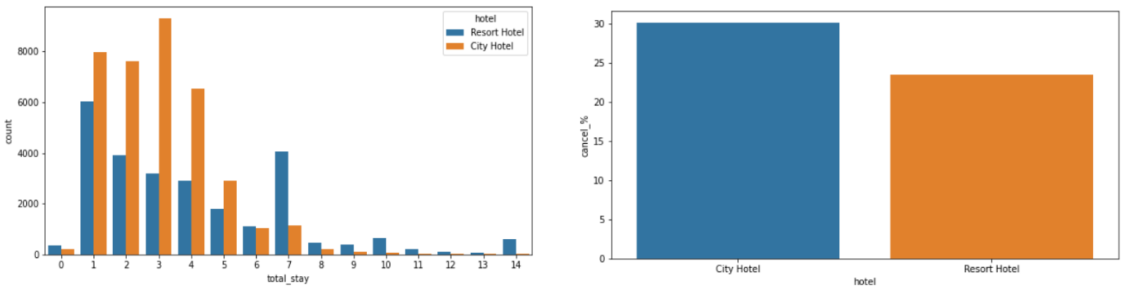 hotel
Resort Hotel
City Hotel
8000
6000
4000
2000
0
count
0 1 2 3 4 5 6 7 8 9 10 11 12 13 14
total_stay
30
25
20
15
10
5
0
cancel_%
City Hotel Resort Hotel
hotel